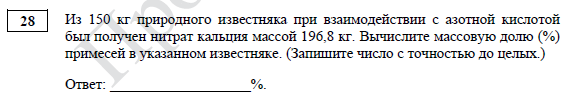 28
Из 150 кг природного известняка при взаимодействии с азотной кислотой
был получен нитрат кальция массой 196,8 кг. Вычислите массовую долю (%)
примесей в указанном известняке. (Запишите число с точностью до целых.)
Ответ: ____________________%.